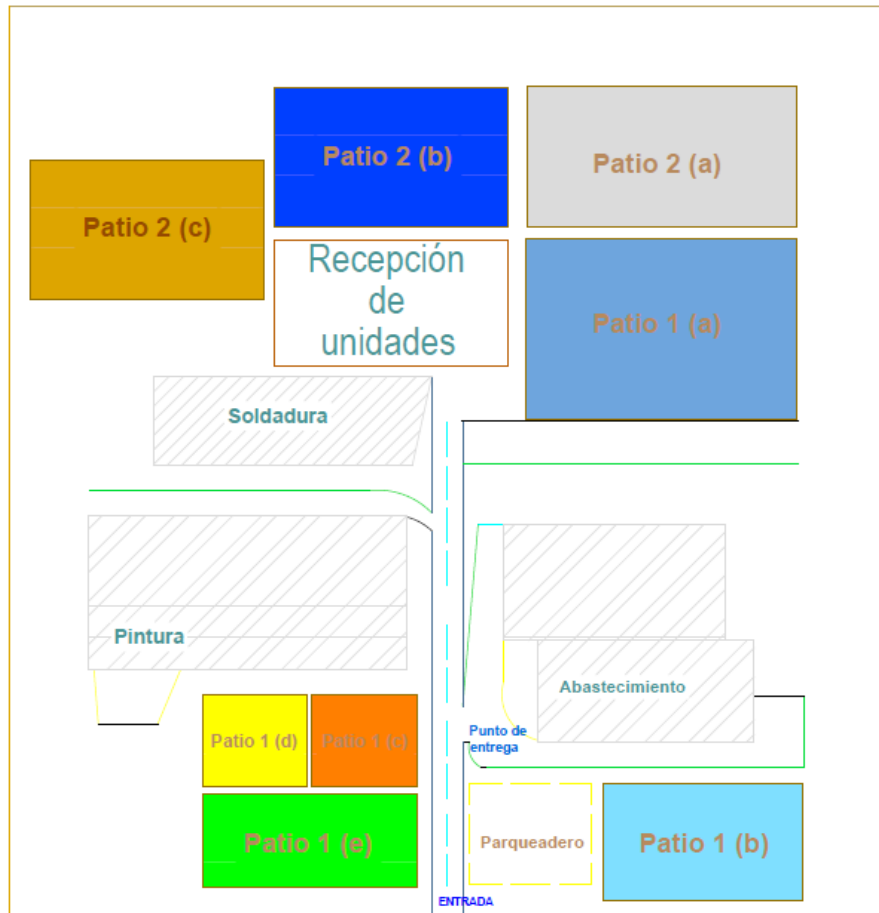 Patio 2 (b)
Patio 2 (a)
Patio 2 (c)
Recepción
de
unidades
Patio 1 (a)
Soldadura
Pintura
Abastecimiento
Punto de
entrega
Patio 1 (d)
Patio 1 (c)
Patio 1 (e)
Parqueadero
Patio 1 (b)
ENTRADA